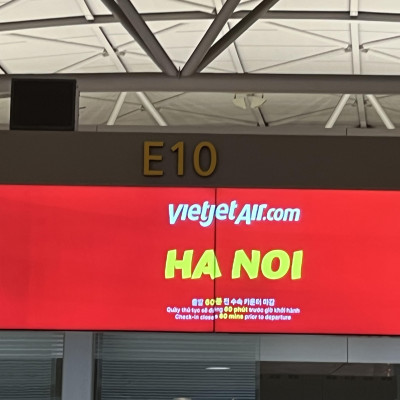 E10
vietjetAir.com
HA NOI
출발 60분 전 수속 카운터 마감
Quầy thủ tục sẽ đóng 60 phút trước giờ khởi hành
Check-in closes 60 mins prior to departure